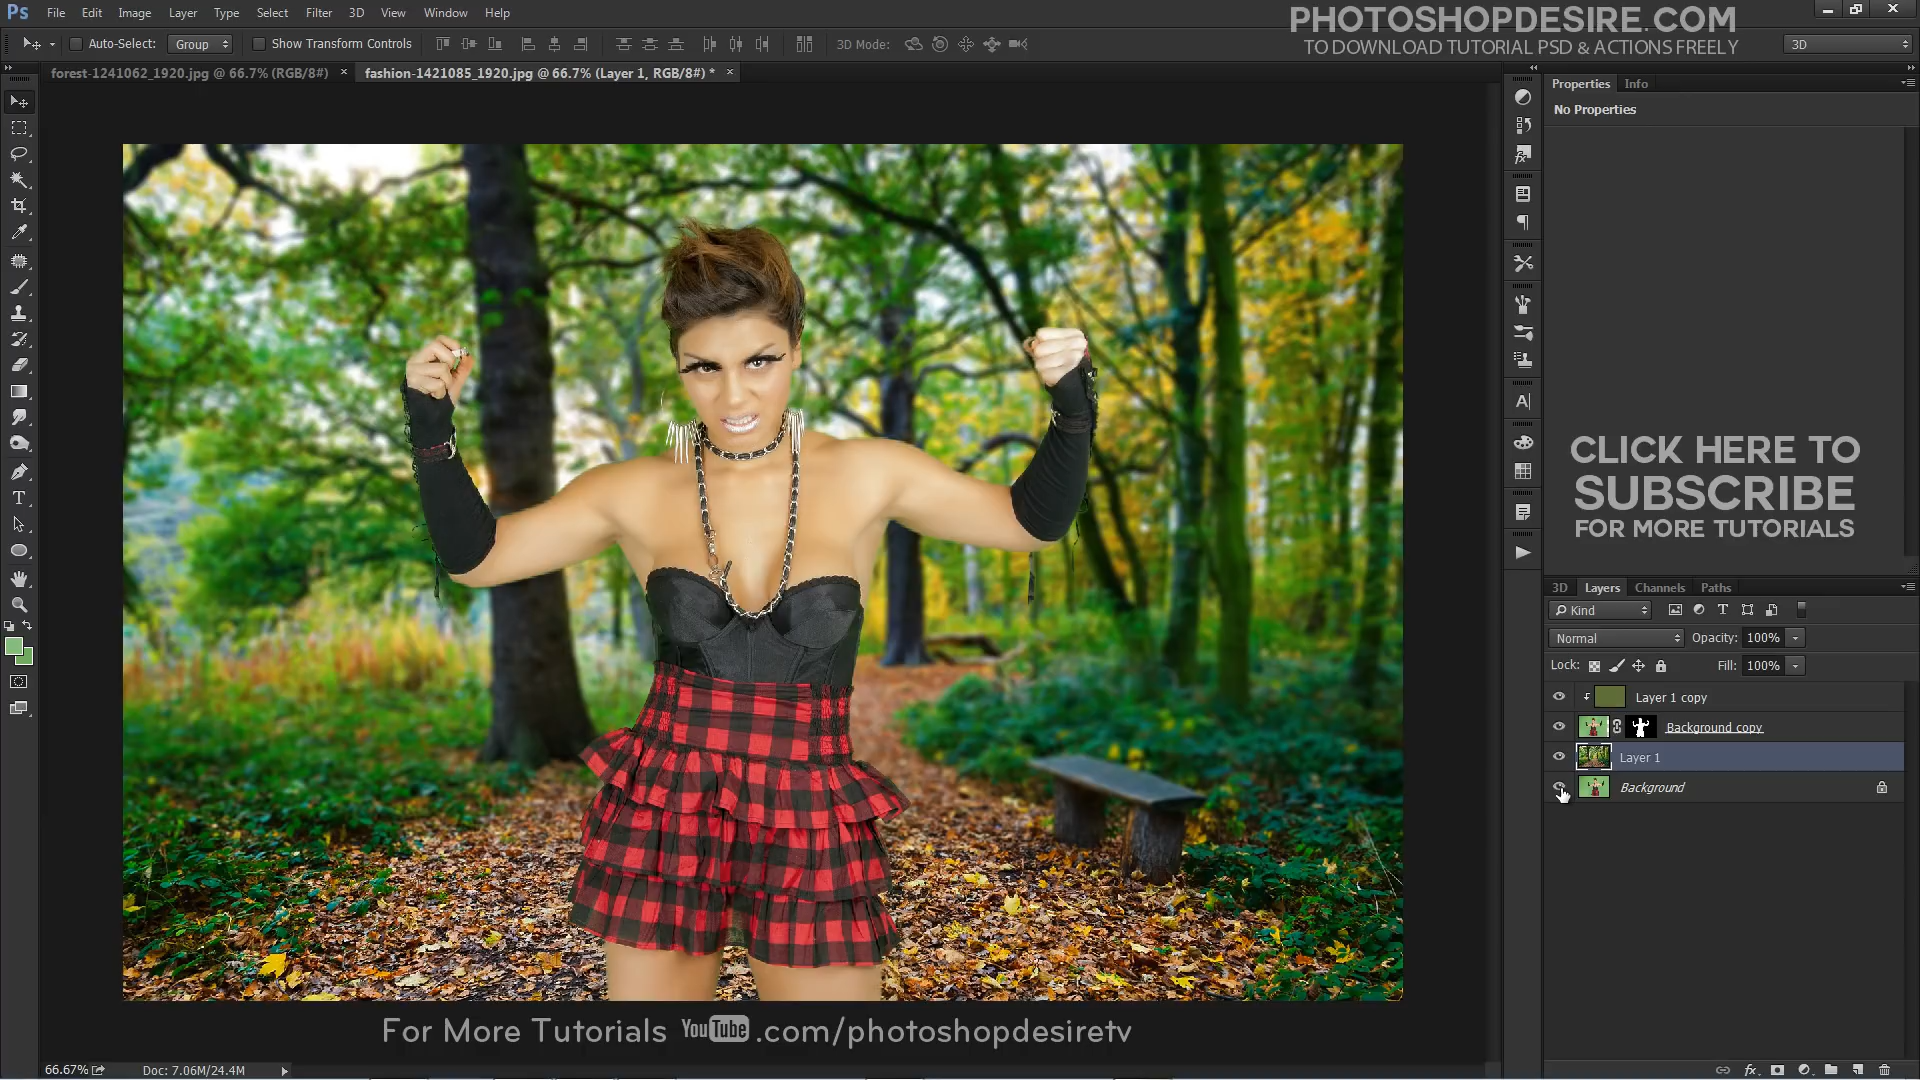 Ps File Edit Image Layer Type Select Filter 3D View Window Help
PHOTOSHOPDESIRE.COM
TO DOWNLOAD TUTORIAL PSD & ACTIONS FREELY
Auto-Select: Group Show Transform Controls 3D Mode: 3D
forest-1241062_1920.jpg @ 66.7% (RGB/8#) × fashion-1421085_1920.jpg @ 66.7% (Layer 1, RGB/8#) * ×
Properties Info
No Properties
CLICK HERE TO
SUBSCRIBE
FOR MORE TUTORIALS
3D Layers Channels Paths
Kind
Normal Opacity: 100%
Lock: Fill: 100%
Layer 1 copy
Background copy
Layer 1
Background
For More Tutorials YouTube.com/photoshopdesiretv
66.67% Doc: 7.06M/24.4M